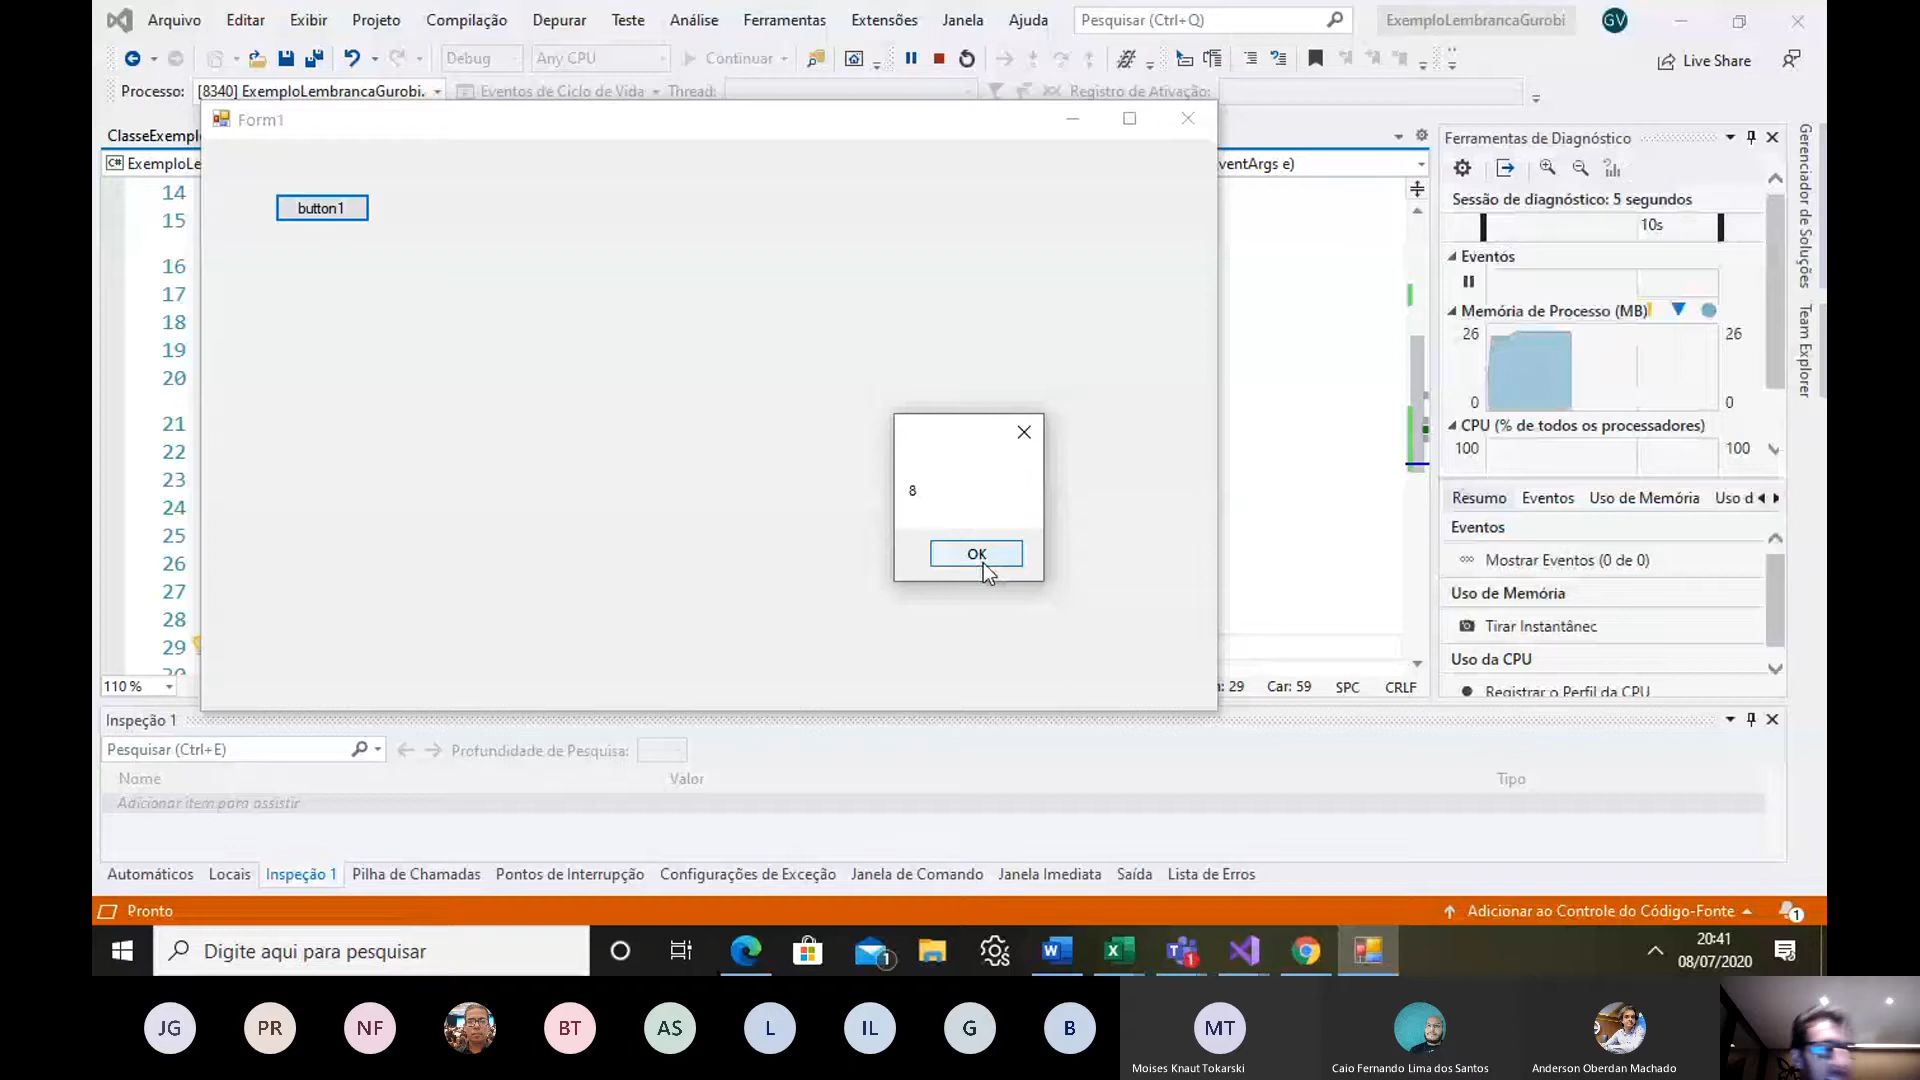 Arquivo Editar Exibir Projeto Compilação Depurar Teste Análise Ferramentas Extensões Janela Ajuda Pesquisar (Ctrl+Q) ExemploLembrancaGurobi GV
Debug Any CPU Continuar Live Share
Processo: [8340] ExemploLembrancaGurobi. Eventos de Ciclo de Vida Thread: Registro de Ativação:
Form1
ClasseExempl
C# ExemploLe
ventArgs e)
button1
14
15
16
17
18
19
20
21
22
23
24
25
26
27
28
29
8
OK
110 %
: 29 Car: 59 SPC CRLF
Ferramentas de Diagnóstico
Sessão de diagnóstico: 5 segundos
10s
Eventos
Memória de Processo (MB)
26 26
0 0
CPU (% de todos os processadores)
100 100
Resumo Eventos Uso de Memória Uso d
Eventos
Mostrar Eventos (0 de 0)
Uso de Memória
Tirar Instantânec
Uso da CPU
Registrar o Perfil da CPU
Gerenciador de Soluções
Team Explorer
Inspeção 1
Pesquisar (Ctrl+E) Profundidade de Pesquisa:
Nome Valor Tipo
Adicionar item para assistir
Automáticos Locais Inspeção 1 Pilha de Chamadas Pontos de Interrupção Configurações de Exceção Janela de Comando Janela Imediata Saída Lista de Erros
Pronto Adicionar ao Controle do Código-Fonte 1
Digite aqui para pesquisar 1 1
20:41
08/07/2020
JG PR NF BT AS L IL G B MT
Moises Knaut Tokarski Caio Fernando Lima dos Santos Anderson Oberdan Machado